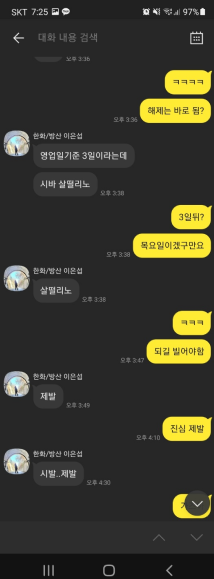 SKT 7:25 97%
대화 내용 검색
오후 3:36
ㅋㅋㅋㅋ
해제는 바로 됨?
오후 3:36
한화/방산 이은섭
영업일기준 3일이라는데
시바 살떨리노
오후 3:38
3일뒤?
목요일이겠구만요
오후 3:38
한화/방산 이은섭
살떨리노
오후 3:38
ㅋㅋㅋ
되길 빌어야함
오후 3:47
한화/방산 이은섭
제발
오후 3:49
진심 제발
오후 4:10
한화/방산 이은섭
시발..제발
오후 4:30